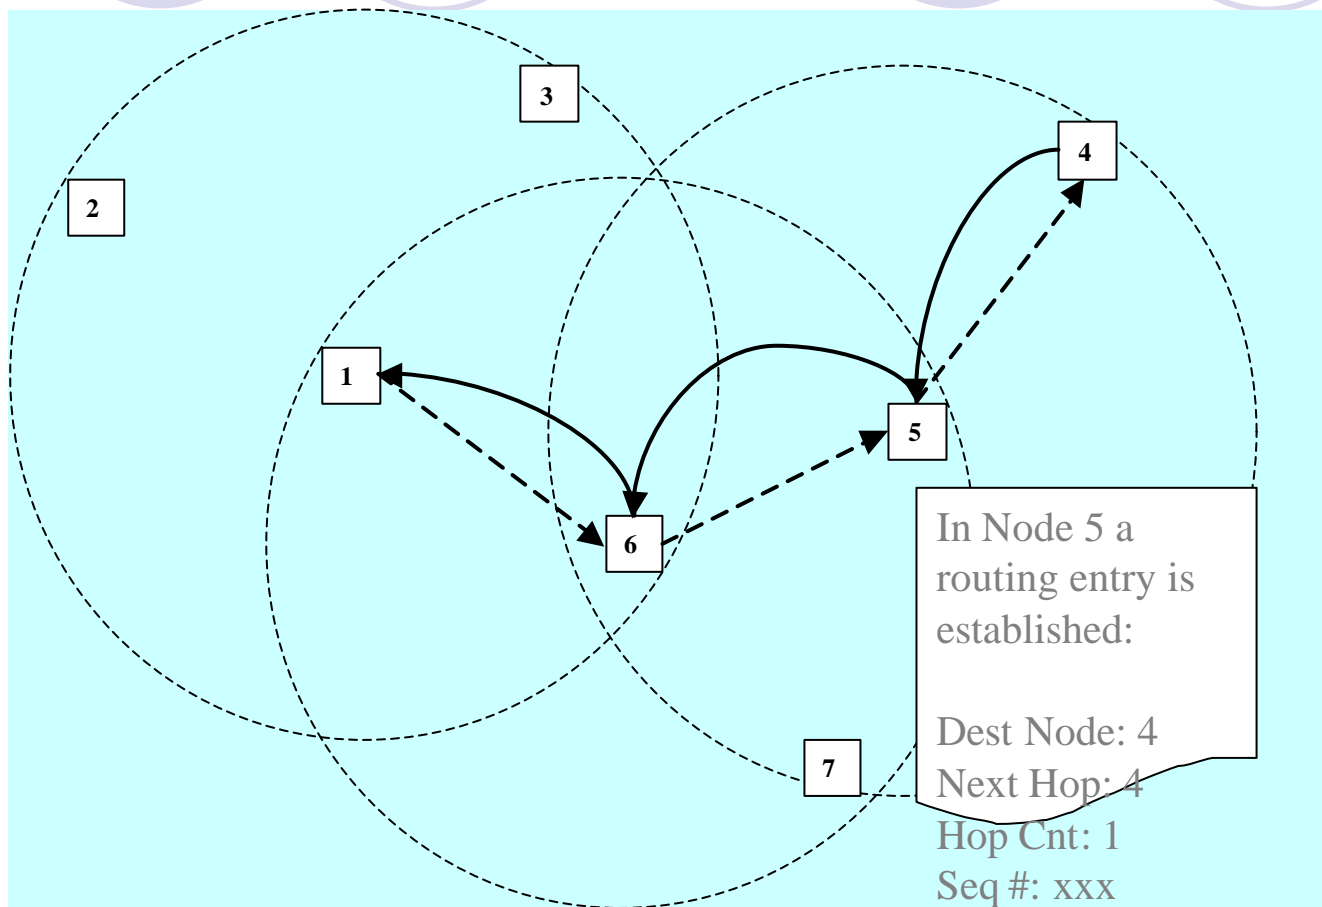 3
4
2
1
5
6
7
In Node 5 a
routing entry is
established:
Dest Node: 4
Next Hop: 4
Hop Cnt: 1
Seq #: xxx